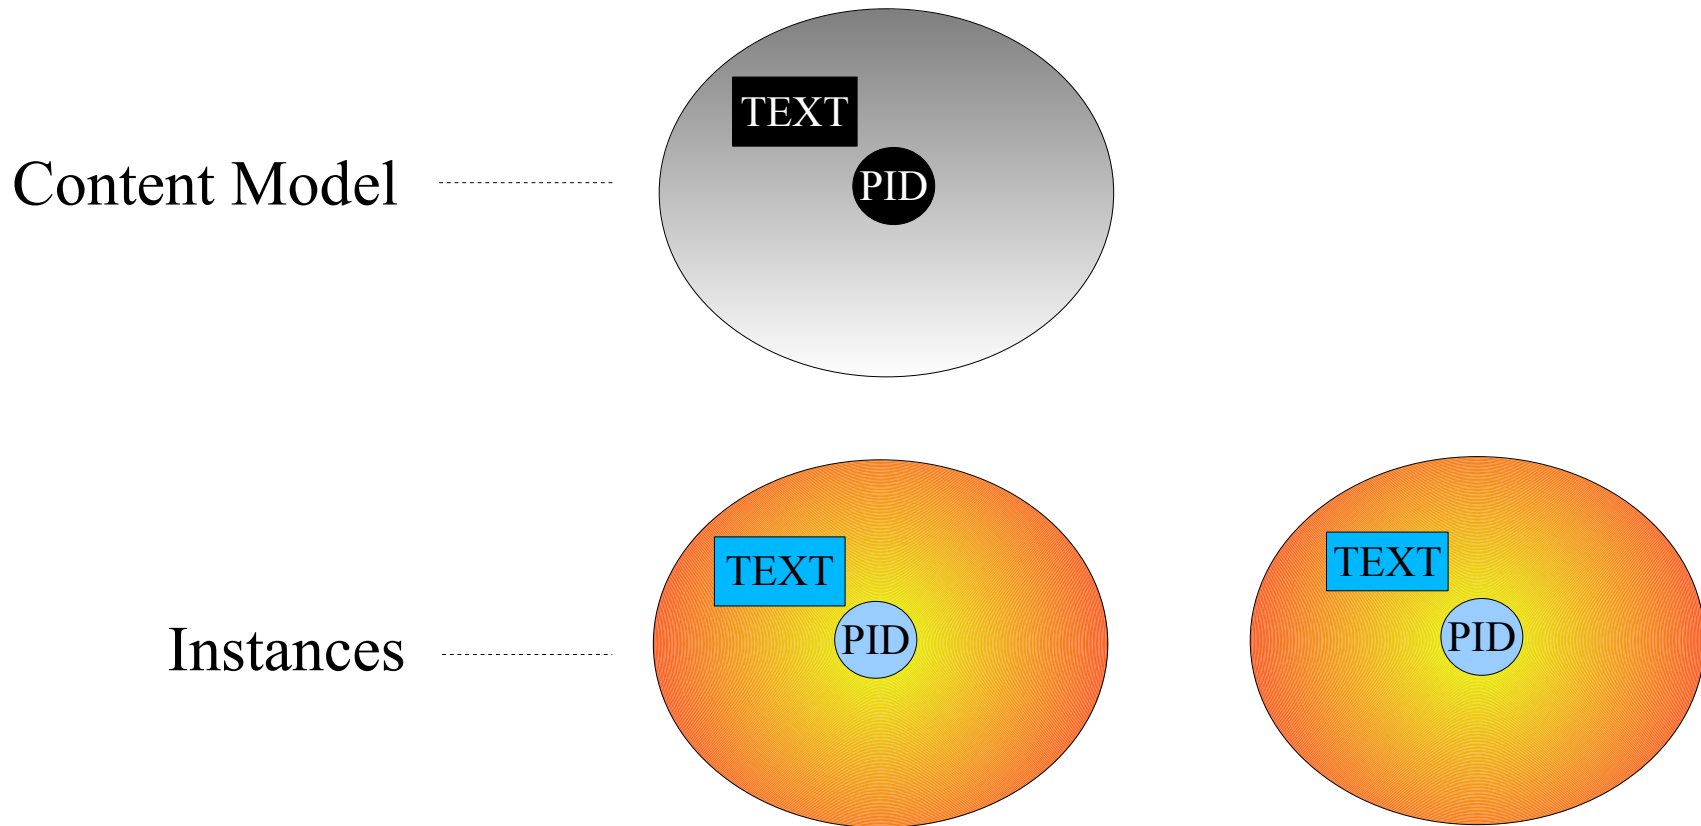 TEXT
PID
Content Model
TEXT
TEXT
PID
PID
Instances